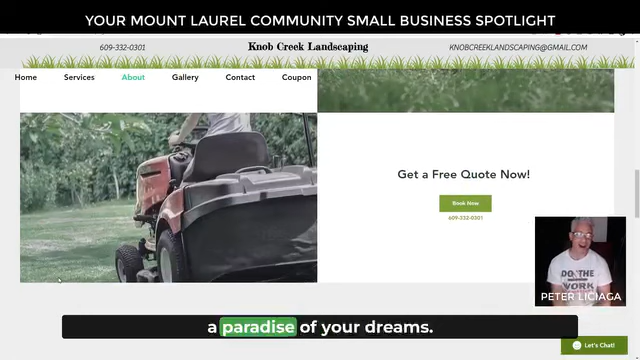 YOUR MOUNT LAUREL COMMUNITY SMALL BUSINESS SPOTLIGHT
609-332-0301
Knob Creek Landscaping
KNOBCREEKLANDSCAPING@GMAIL.COM
Home
Services
About
Gallery
Contact
Coupon
Get a Free Quote Now!
Book Now
609-332-0301
DO THE
WORK
PETER LICIAGA
a paradise of your dreams.
Let's Chat!